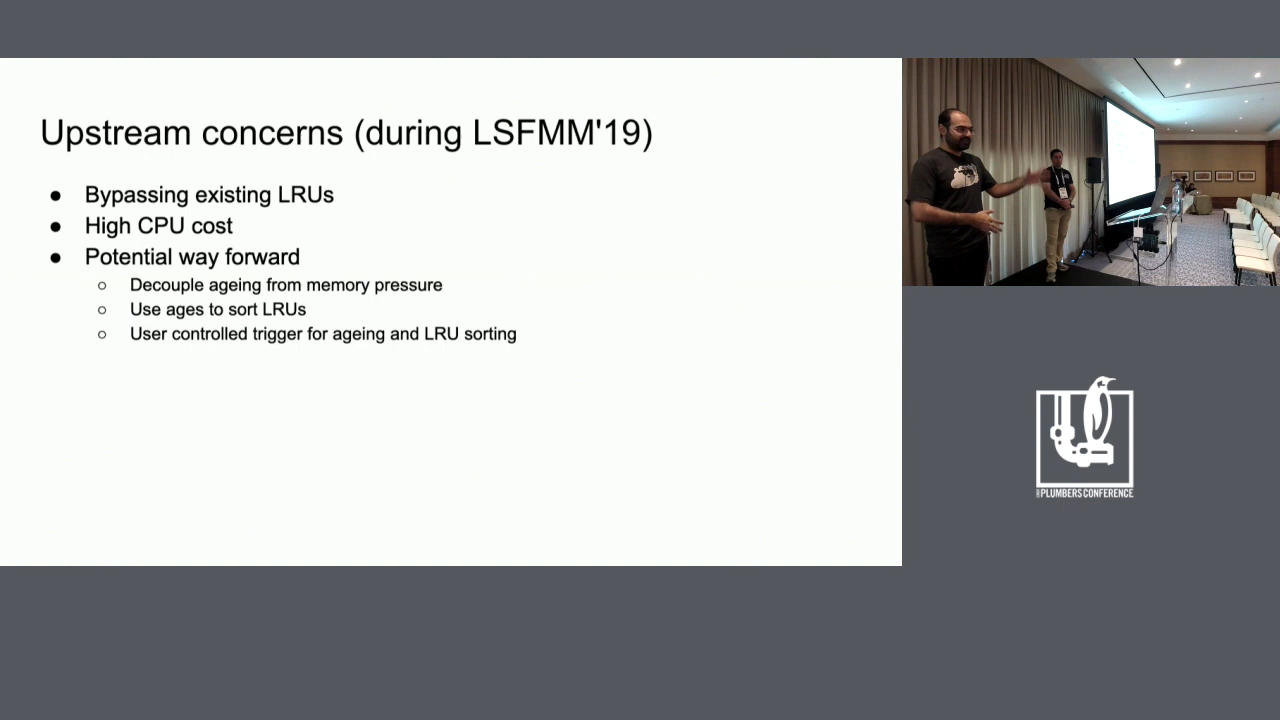 Upstream concerns (during LSFMM'19)
● Bypassing existing LRUs
● High CPU cost
● Potential way forward
○ Decouple ageing from memory pressure
○ Use ages to sort LRUs
○ User controlled trigger for ageing and LRU sorting
PLUMBERS CONFERENCE